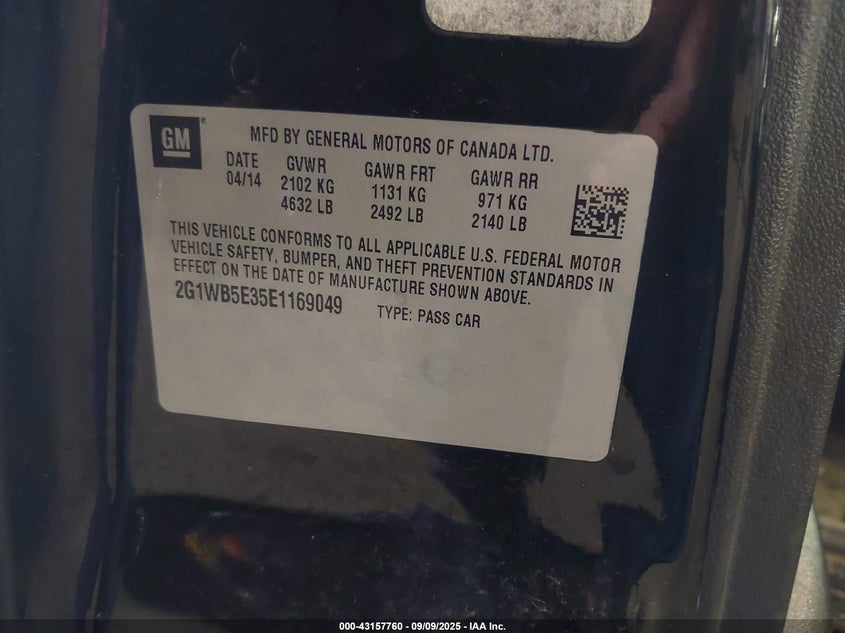 GM ®
MFD BY GENERAL MOTORS OF CANADA LTD.
DATE GVWR GAWR FRT GAWR RR
04/14 2102 KG 1131 KG 971 KG
4632 LB 2492 LB 2140 LB
THIS VEHICLE CONFORMS TO ALL APPLICABLE U.S. FEDERAL MOTOR
VEHICLE SAFETY, BUMPER, AND THEFT PREVENTION STANDARDS IN
EFFECT ON THE DATE OF MANUFACTURE SHOWN ABOVE.
2G1WB5E35E1169049 TYPE: PASS CAR
000-43157760 - 09/09/2025 - IAA Inc.